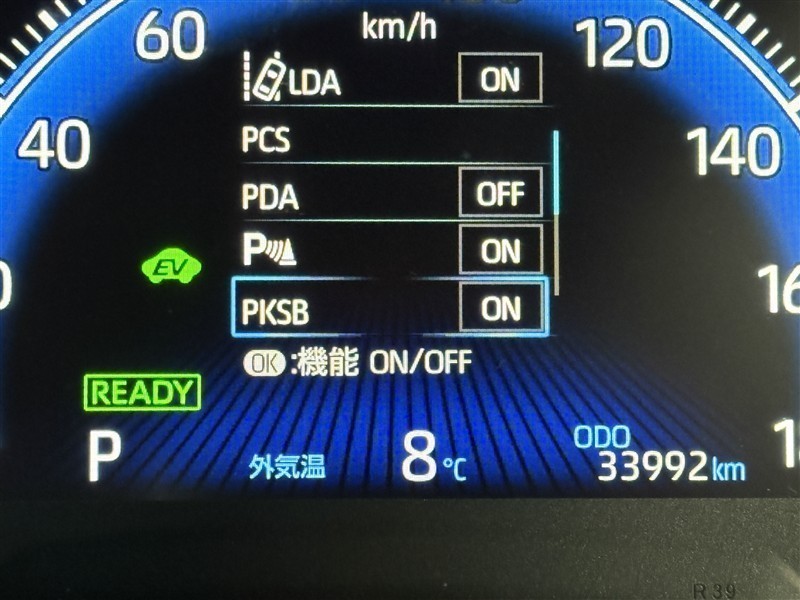 km/h
60
120
LDA ON
40
PCS
140
PDA OFF
P ON
EV
PKSB ON
OK :機能 ON/OFF
READY
P
外気温 8℃
ODO
33992km
R39